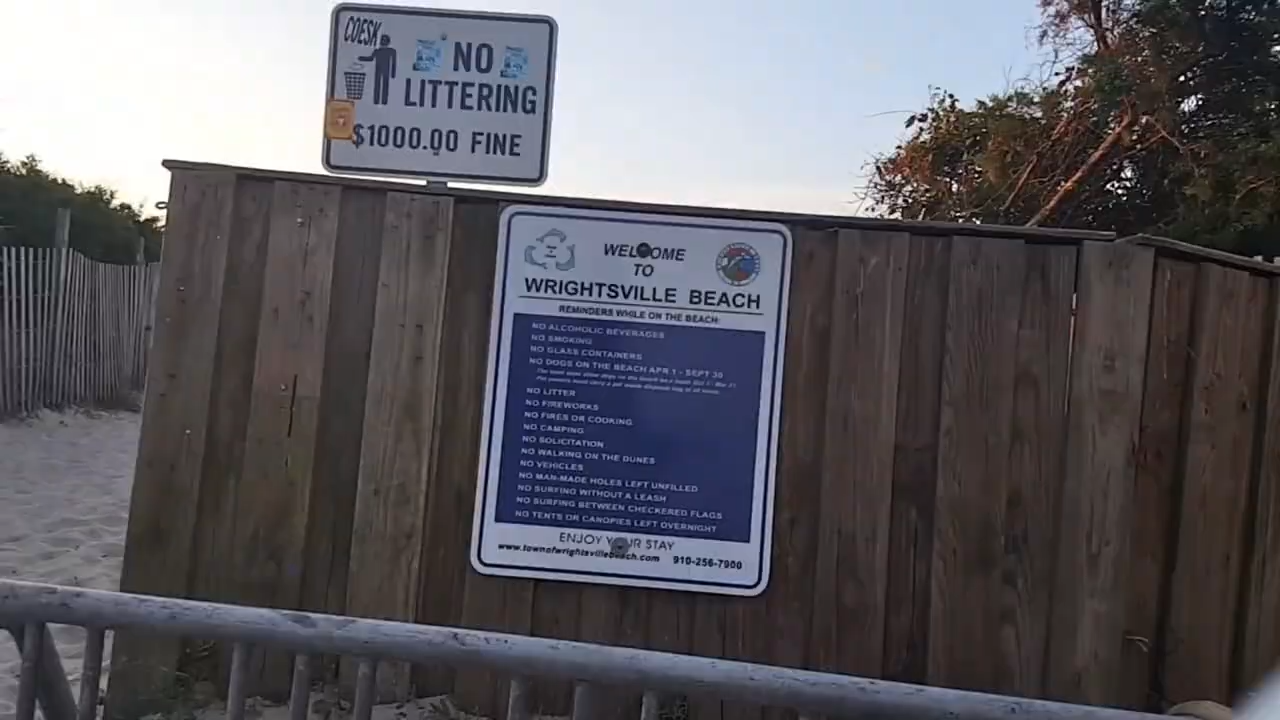 COESK
NO
LITTERING
$1000.00 FINE
WELCOME
TO
WRIGHTSVILLE BEACH
REMINDERS WHILE ON THE BEACH:
NO ALCOHOLIC BEVERAGES
NO SMOKING
NO GLASS CONTAINERS
NO DOGS ON THE BEACH APR 1 - SEPT 30
NO LITTER
NO FIREWORKS
NO FIRES OR COOKING
NO CAMPING
NO SOLICITATION
NO WALKING ON THE DUNES
NO VEHICLES
NO MAN-MADE HOLES LEFT UNFILLED
NO SURFING WITHOUT A LEASH
NO SURFING BETWEEN CHECKERED FLAGS
NO TENTS OR CANOPIES LEFT OVERNIGHT
ENJOY YOUR STAY
www.townofwrightsvillebeach.com 910-256-7900